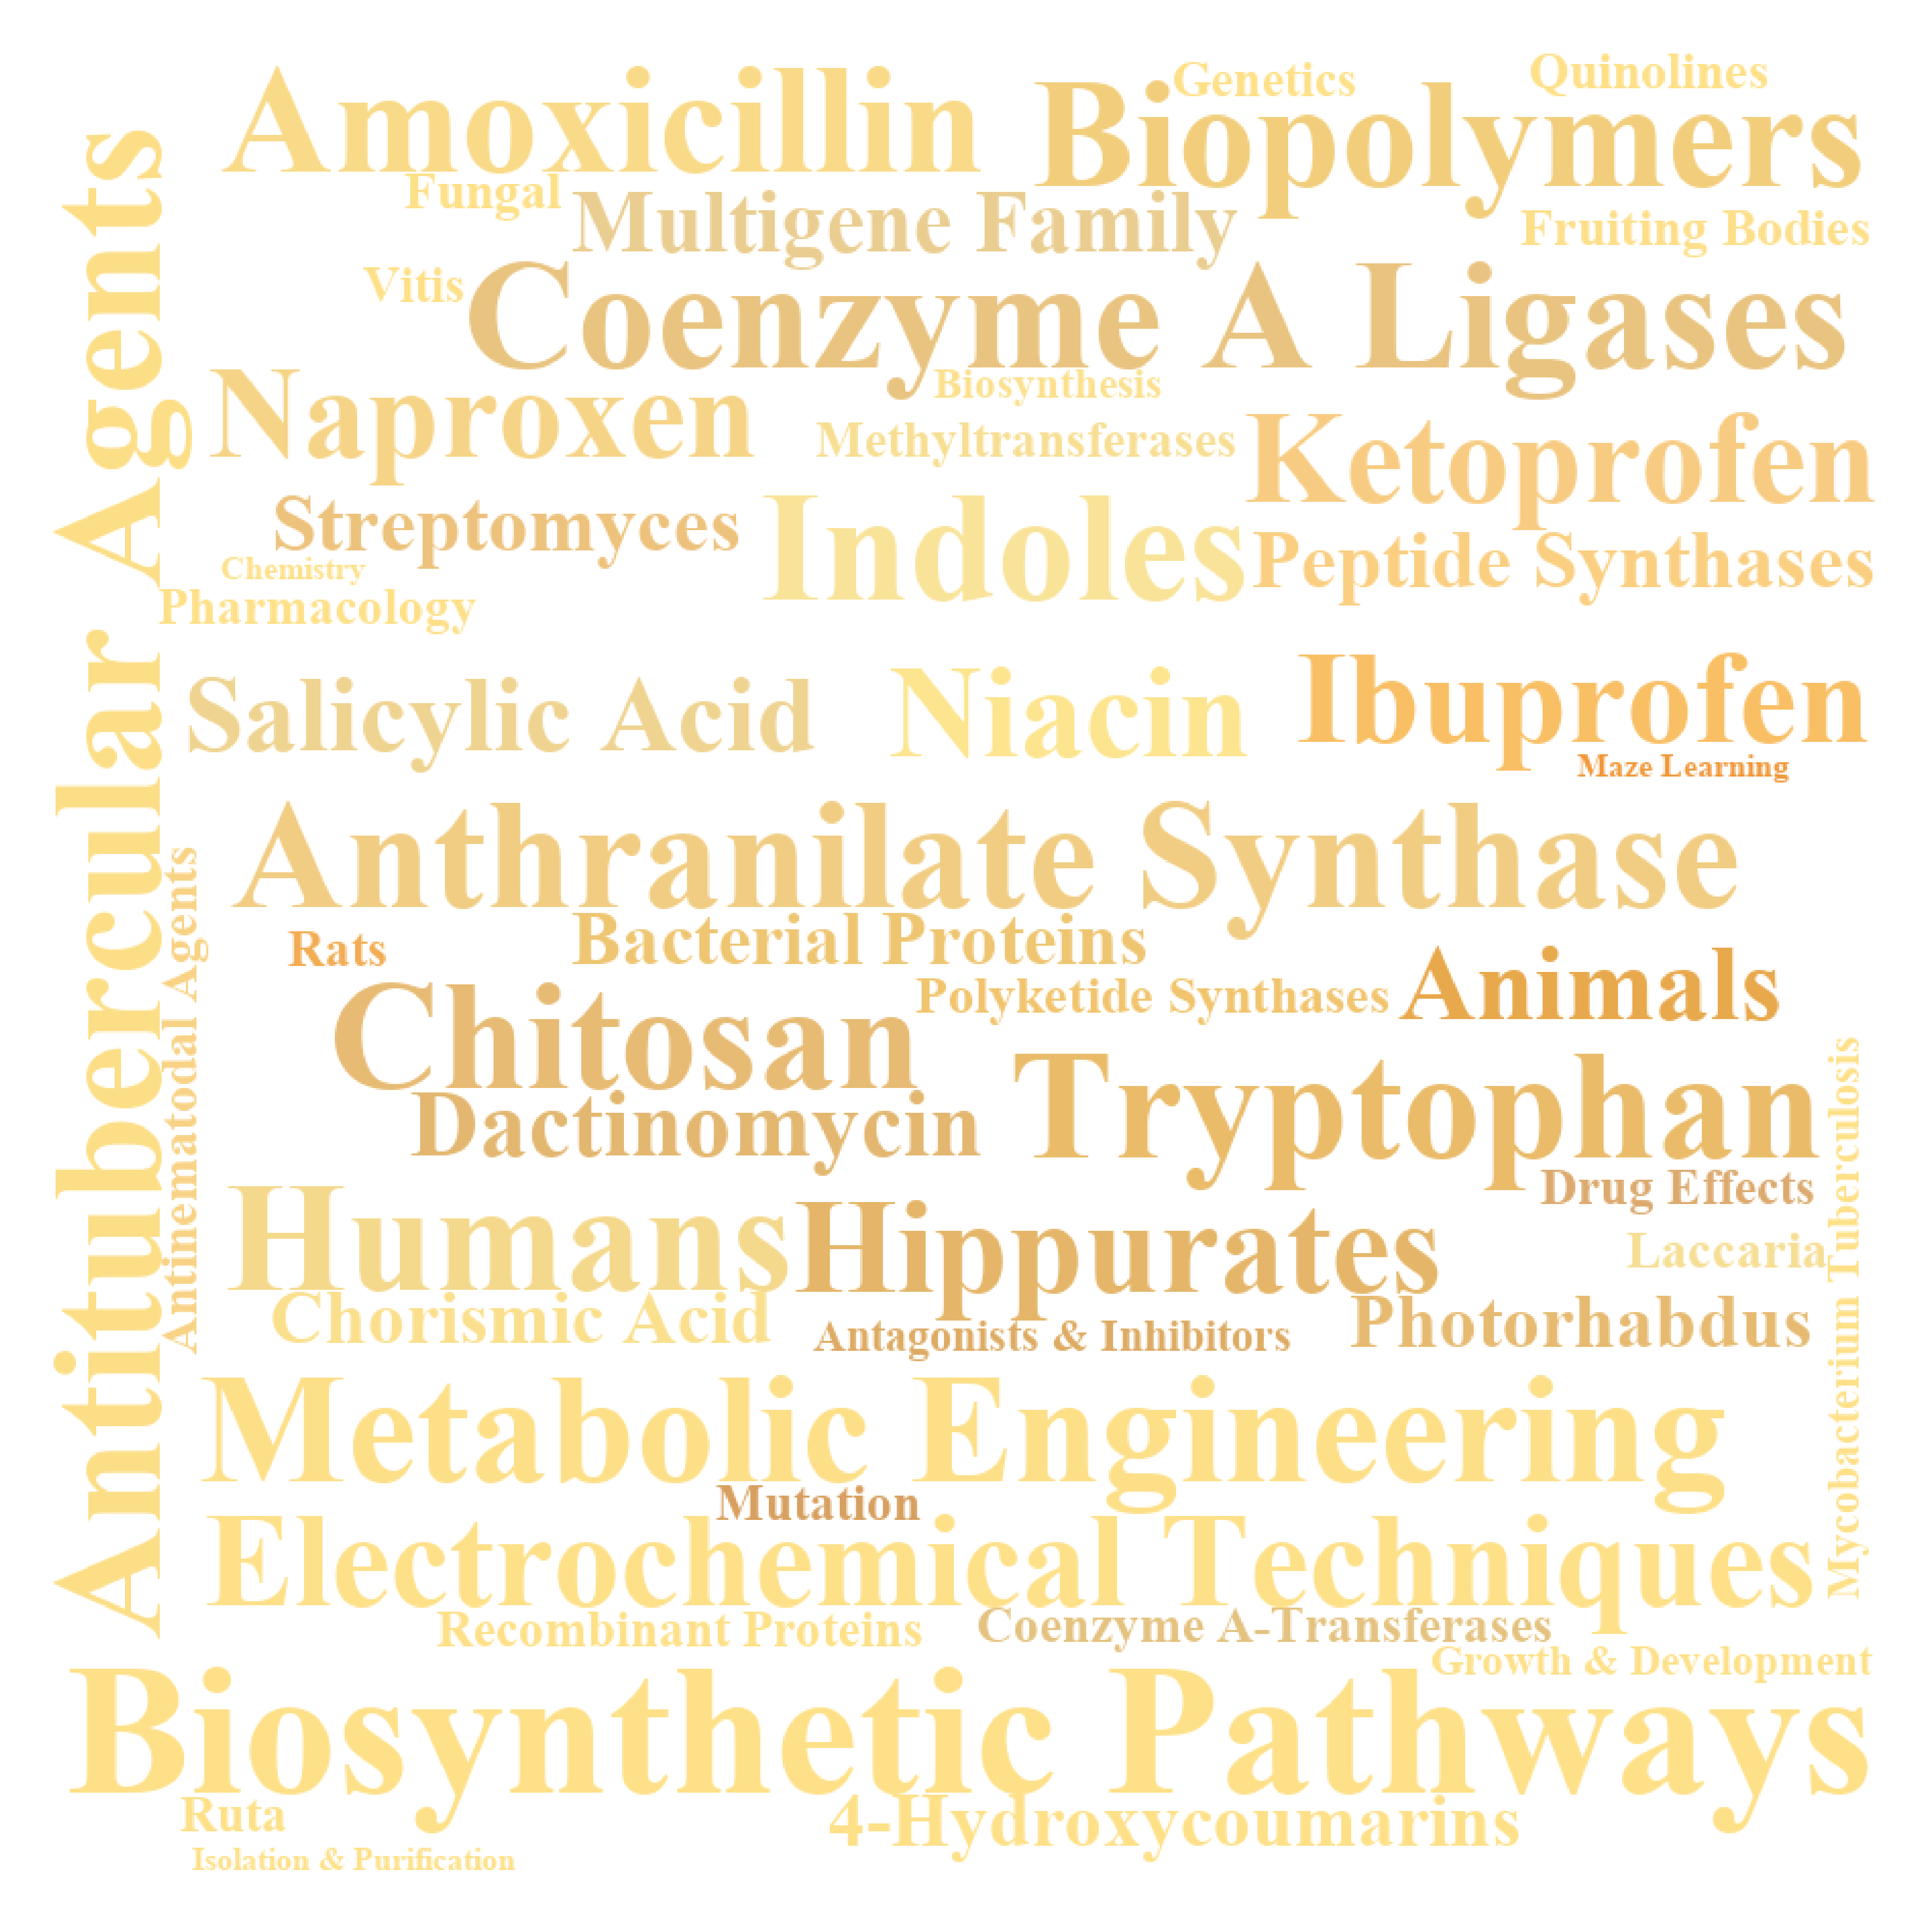 Quinolines
Genetics
Amoxicillin
Biopolymers
Fungal
Multigene Family
Fruiting Bodies
Vitis
Coenzyme A Ligases
Biosynthesis
Naproxen
Methyltransferases
Ketoprofen
Streptomyces
Indoles
Peptide Synthases
Chemistry
Pharmacology
Salicylic Acid
Niacin
Ibuprofen
Maze Learning
Antitubercular Agents
Anthranilate Synthase
Rats
Bacterial Proteins
Polyketide Synthases
Animals
Chitosan
Antinematodal Agents
Dactinomycin
Tryptophan
Drug Effects
Humans
Hippurates
Laccaria
Mycobacterium Tuberculosis
Chorismic Acid
Antagonists & Inhibitors
Photorhabdus
Metabolic Engineering
Mutation
Electrochemical Techniques
Recombinant Proteins
Coenzyme A-Transferases
Growth & Development
Biosynthetic Pathways
Ruta
4-Hydroxycoumarins
Isolation & Purification